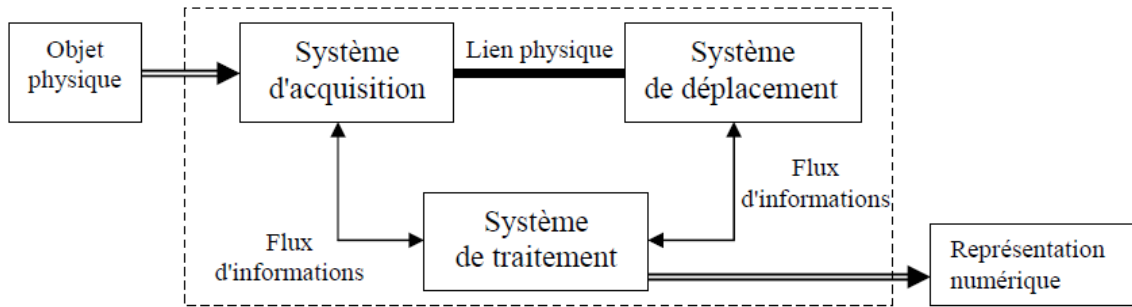 Objet
physique
Système
d'acquisition
Lien physique
Système
de déplacement
Flux
d'informations
Flux
d'informations
Système
de traitement
Représentation
numérique